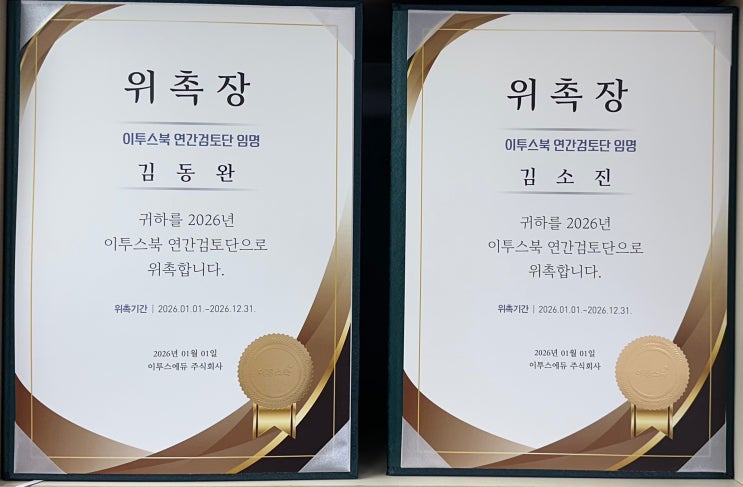 위촉장
이투스북 연간검토단 임명
김동완
귀하를 2026년
이투스북 연간검토단으로
위촉합니다.
위촉기간 | 2026.01.01.-2026.12.31.
2026년 01월 01일
이투스에듀 주식회사
이투스북
위촉장
이투스북 연간검토단 임명
김소진
귀하를 2026년
이투스북 연간검토단으로
위촉합니다.
위촉기간 | 2026.01.01.-2026.12.31.
2026년 01월 01일
이투스에듀 주식회사